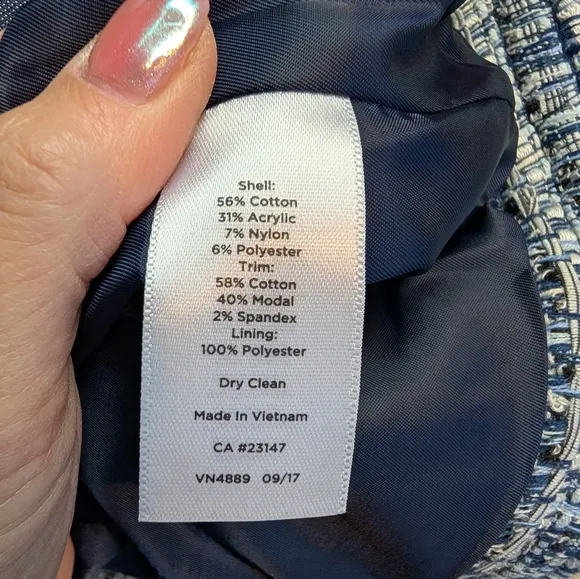 Shell:
56% Cotton
31% Acrylic
7% Nylon
6% Polyester
Trim:
58% Cotton
40% Modal
2% Spandex
Lining:
100% Polyester
Dry Clean
Made In Vietnam
CA #23147
VN4889 09/17